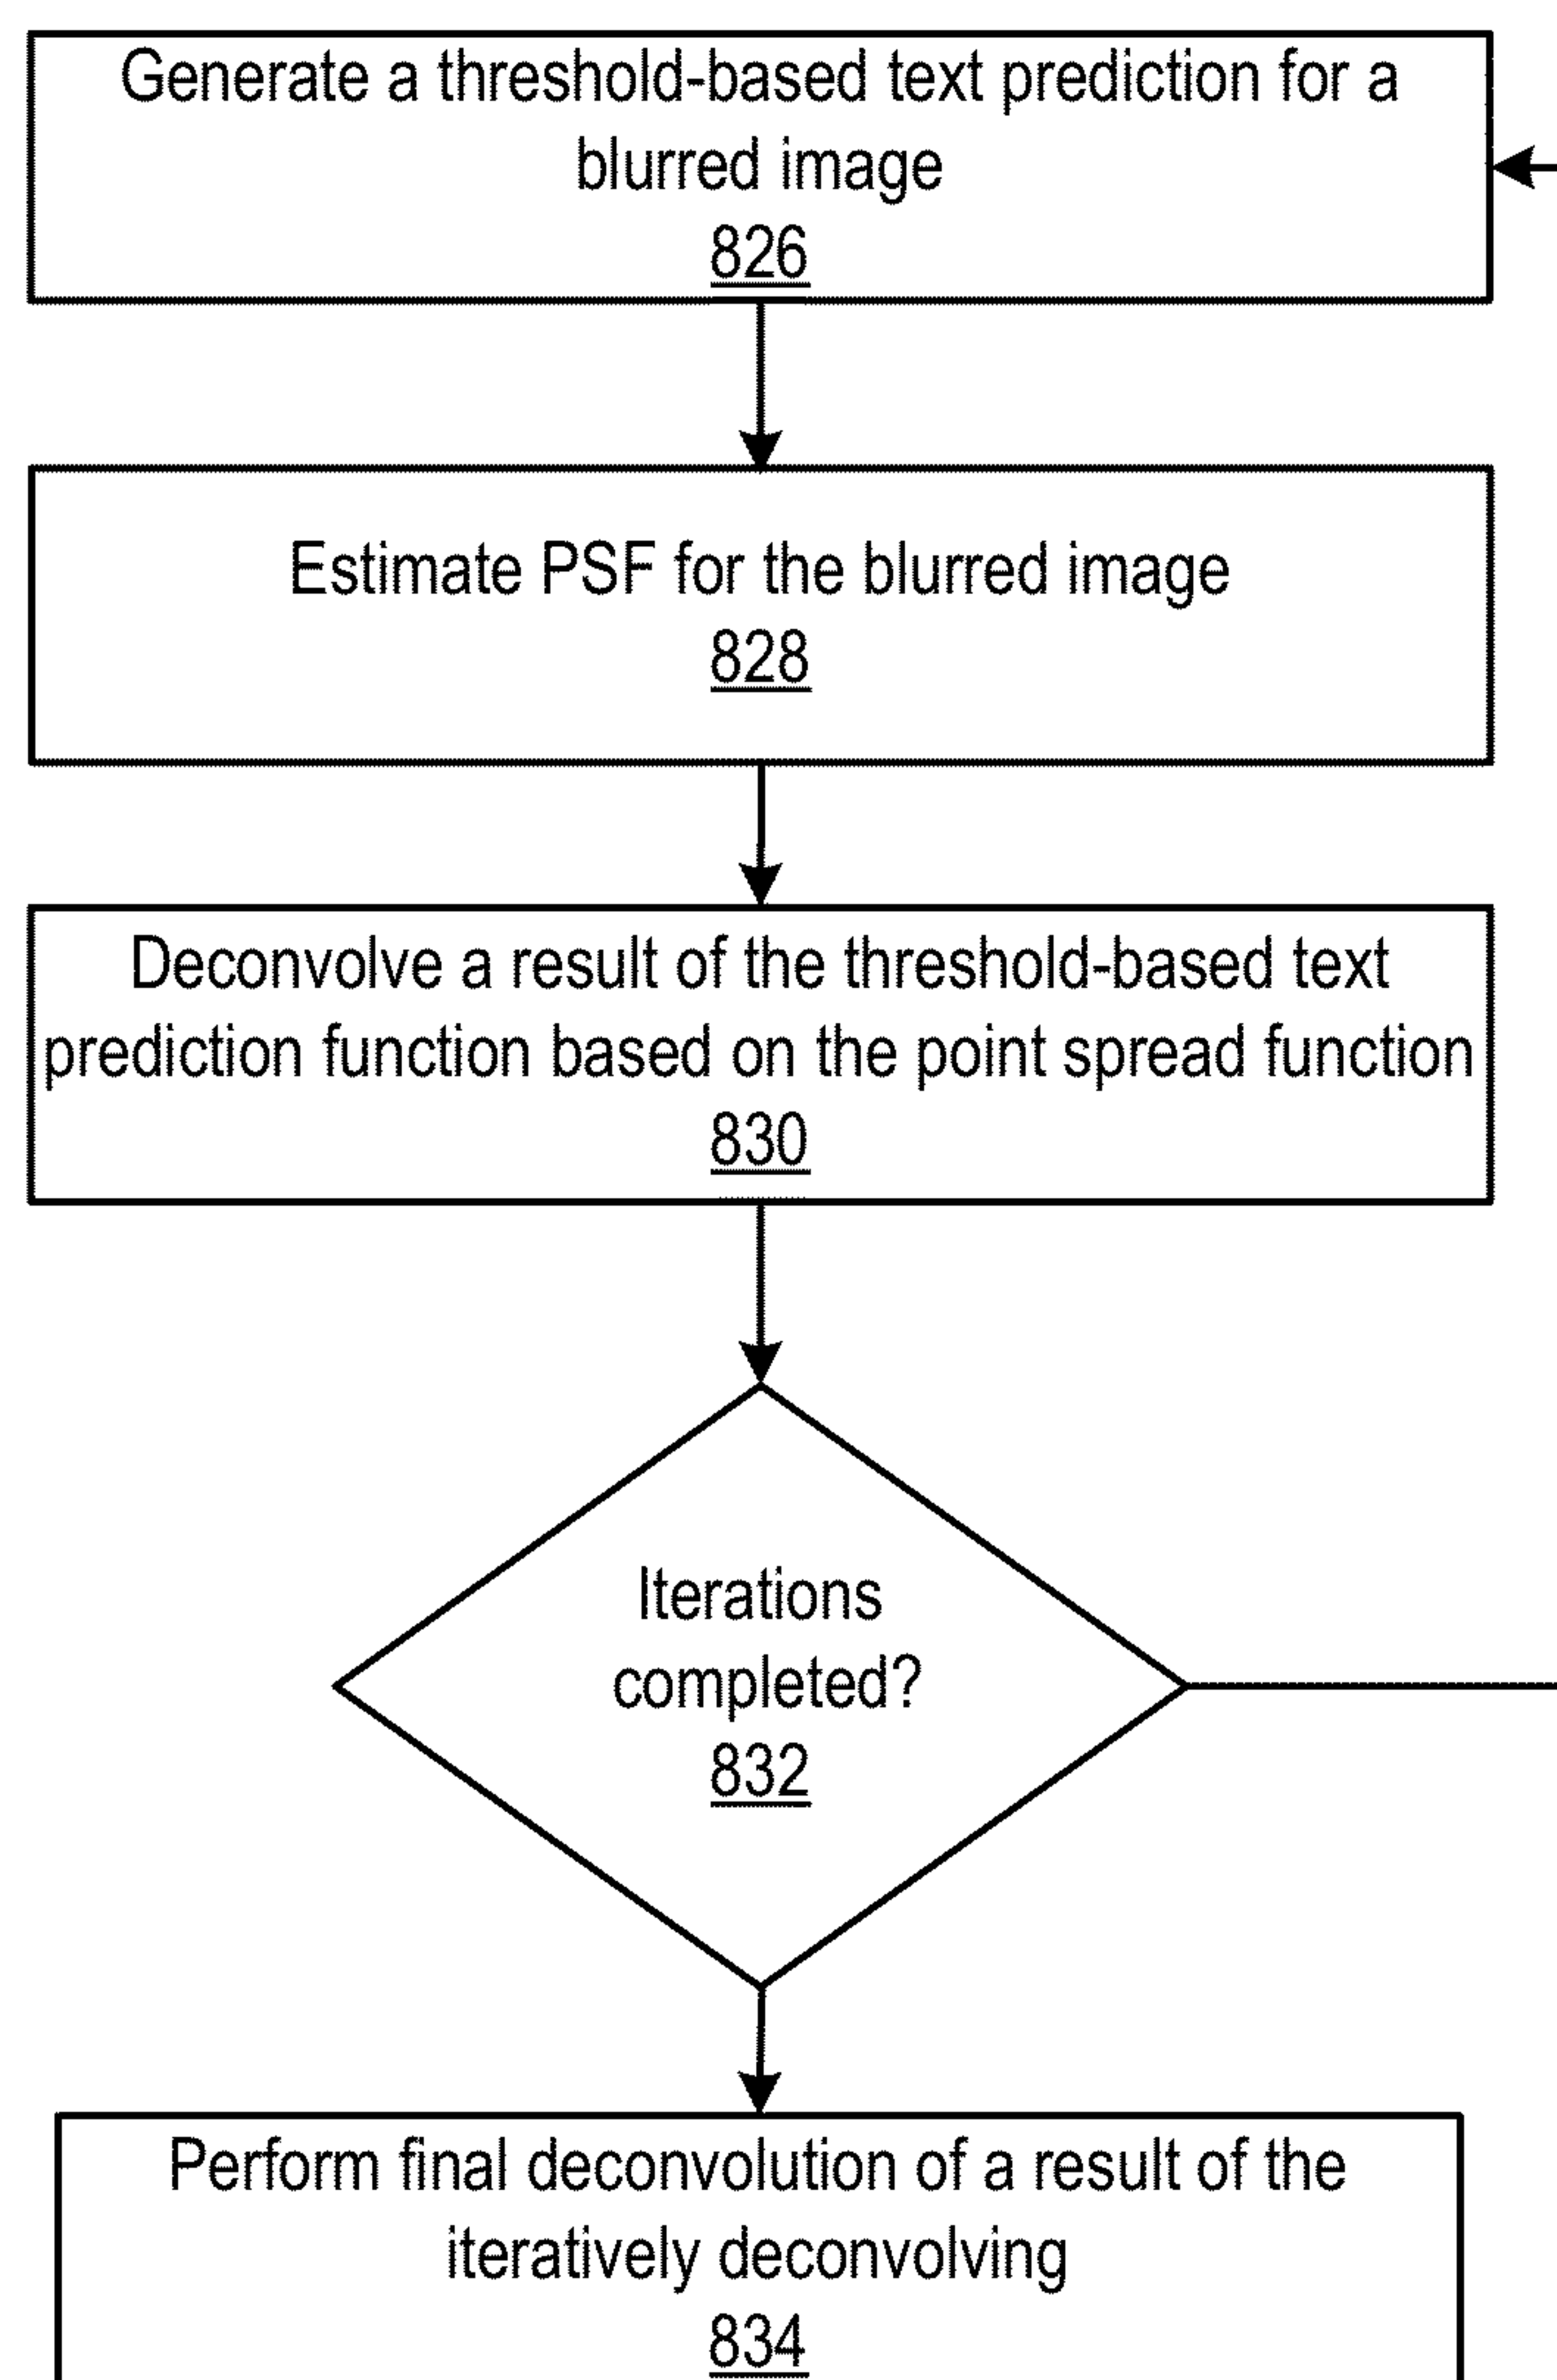 Generate a threshold-based text prediction for a
blurred image
826
Estimate PSF for the blurred image
828
Deconvolve a result of the threshold-based text
prediction function based on the point spread function
830
Iterations
completed?
832
Perform final deconvolution of a result of the
iteratively deconvolving
834